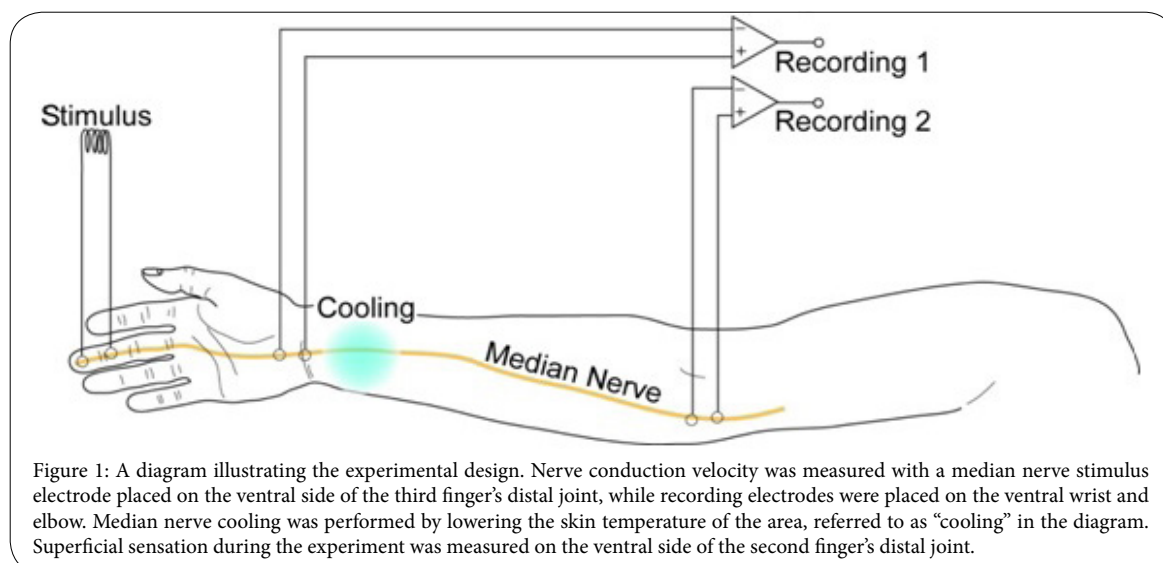 Stimulus
−
+
Recording 1
−
+
Recording 2
Cooling
Median Nerve
Figure 1: A diagram illustrating the experimental design. Nerve conduction velocity was measured with a median nerve stimulus
electrode placed on the ventral side of the third finger's distal joint, while recording electrodes were placed on the ventral wrist and
elbow. Median nerve cooling was performed by lowering the skin temperature of the area, referred to as “cooling” in the diagram.
Superficial sensation during the experiment was measured on the ventral side of the second finger's distal joint.